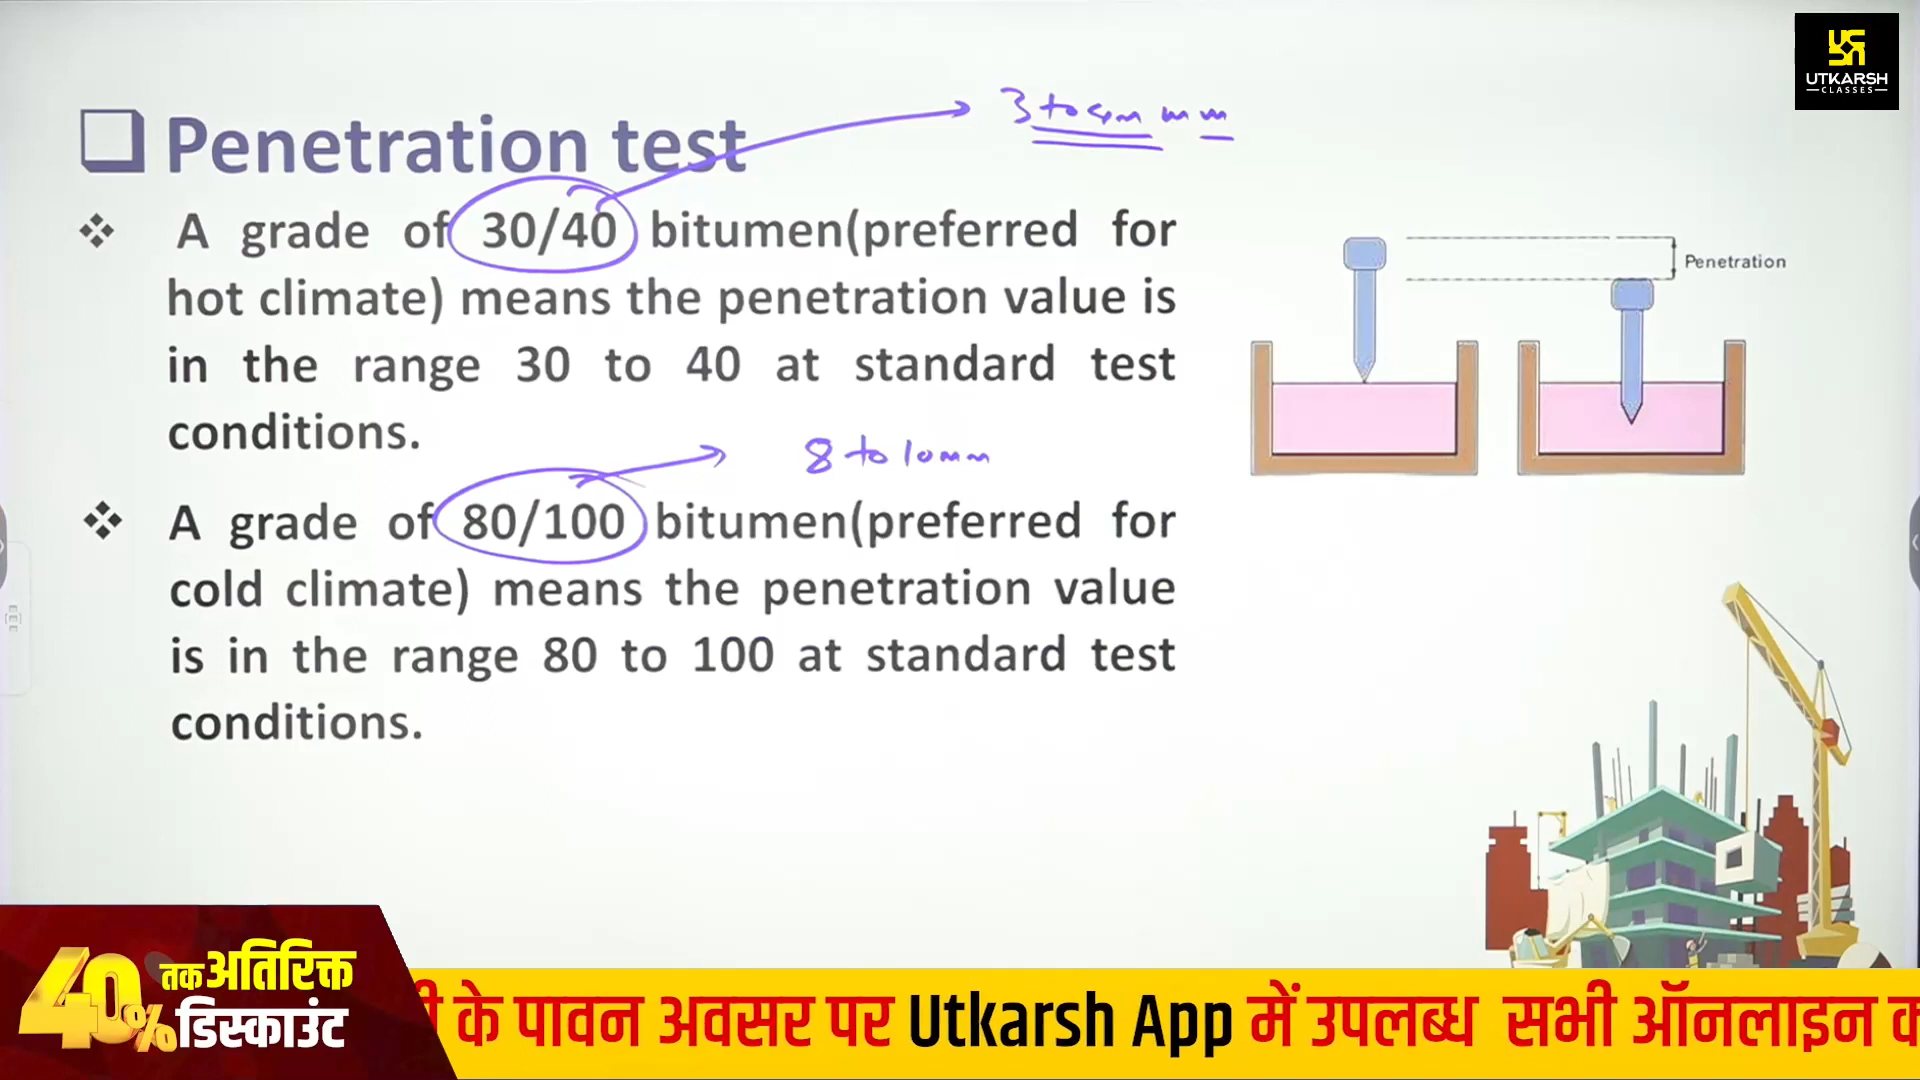 UTKARSH
CLASSES
3 to 4m mm
Penetration test
A grade of 30/40 bitumen(preferred for
hot climate) means the penetration value is
in the range 30 to 40 at standard test
conditions.
8 to 10mm
A grade of 80/100 bitumen(preferred for
cold climate) means the penetration value
is in the range 80 to 100 at standard test
conditions.
Penetration
40% तक अतिरिक्त
डिस्काउंट
के पावन अवसर पर Utkarsh App में उपलब्ध सभी ऑनलाइन